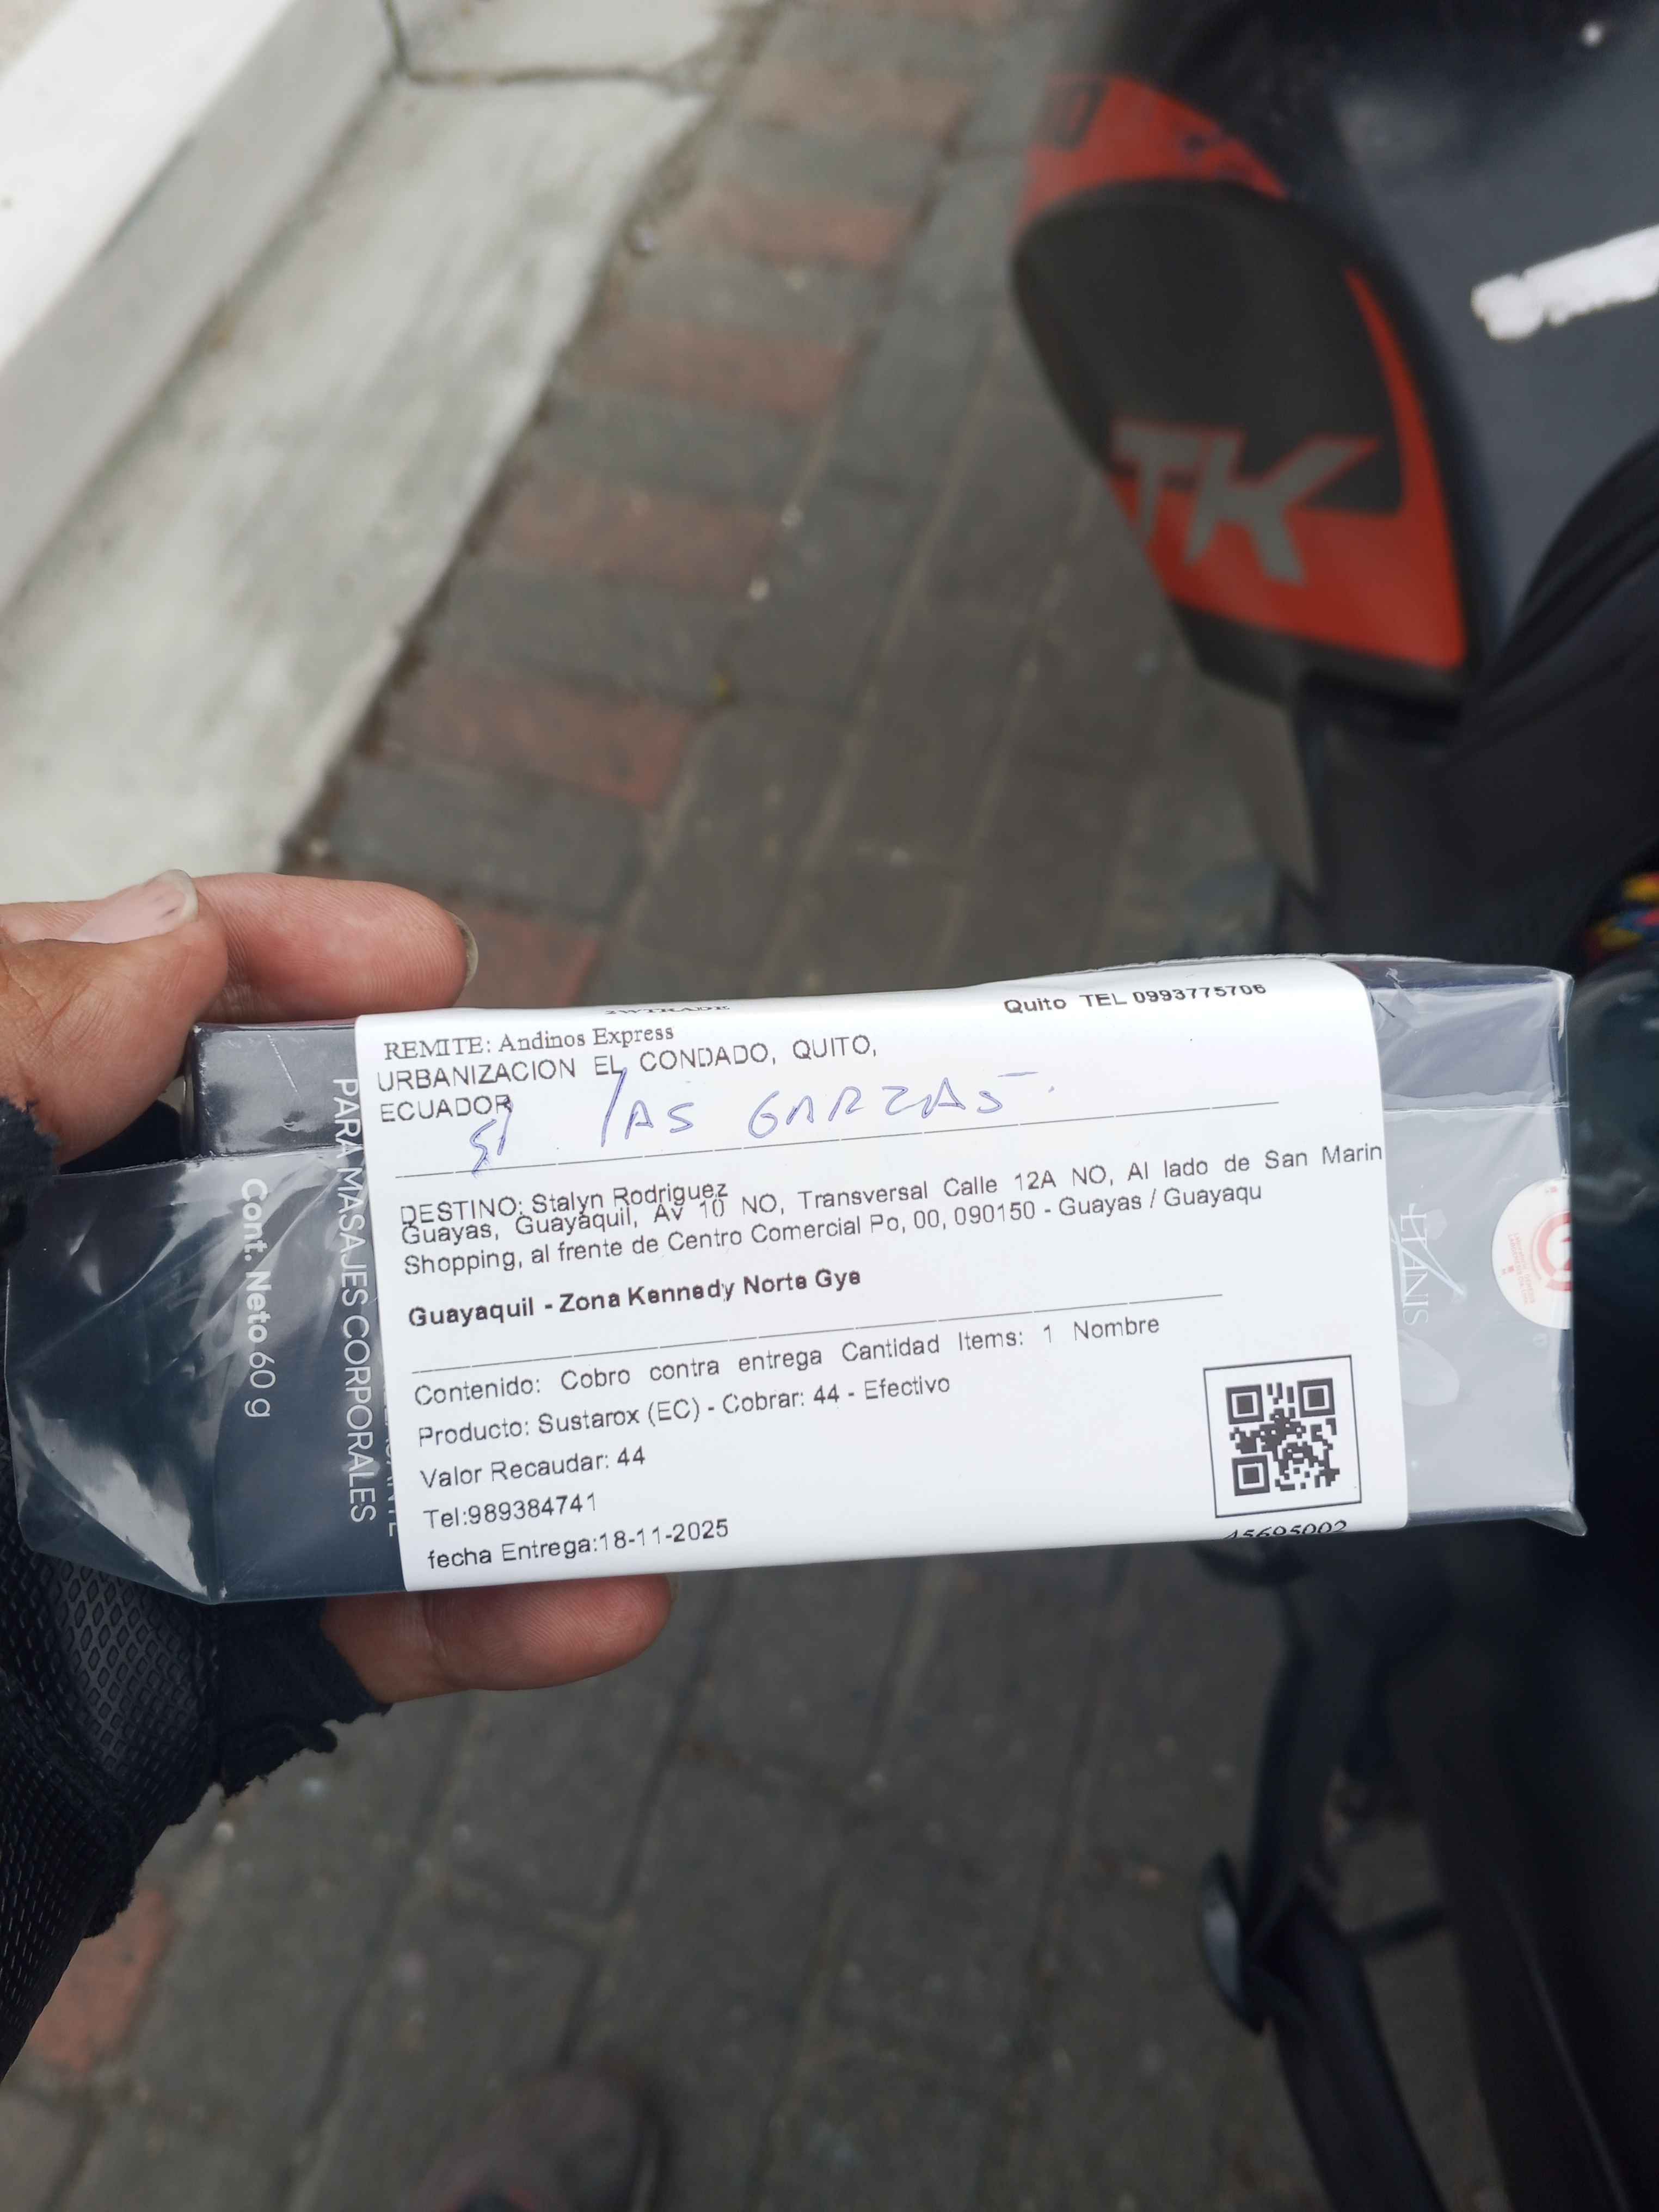 TK
2WTRADE
Quito TEL 0993775706
REMITE: Andinos Express
URBANIZACION EL CONDADO, QUITO,
ECUADOR
SI LAS GARZAS
DESTINO: Stalyn Rodriguez
Guayas, Guayaquil, AV 10 NO, Transversal Calle 12A NO, Al lado de San Marin
Shopping, al frente de Centro Comercial Po, 00, 090150 - Guayas / Guayaqu
Guayaquil - Zona Kennedy Norte Gye
Contenido: Cobro contra entrega Cantidad Items: 1 Nombre
Producto: Sustarox (EC) - Cobrar: 44 - Efectivo
Valor Recaudar: 44
Tel:989384741
fecha Entrega:18-11-2025
45695002
PARA MASAJES CORPORALES
Cont. Neto 60 g